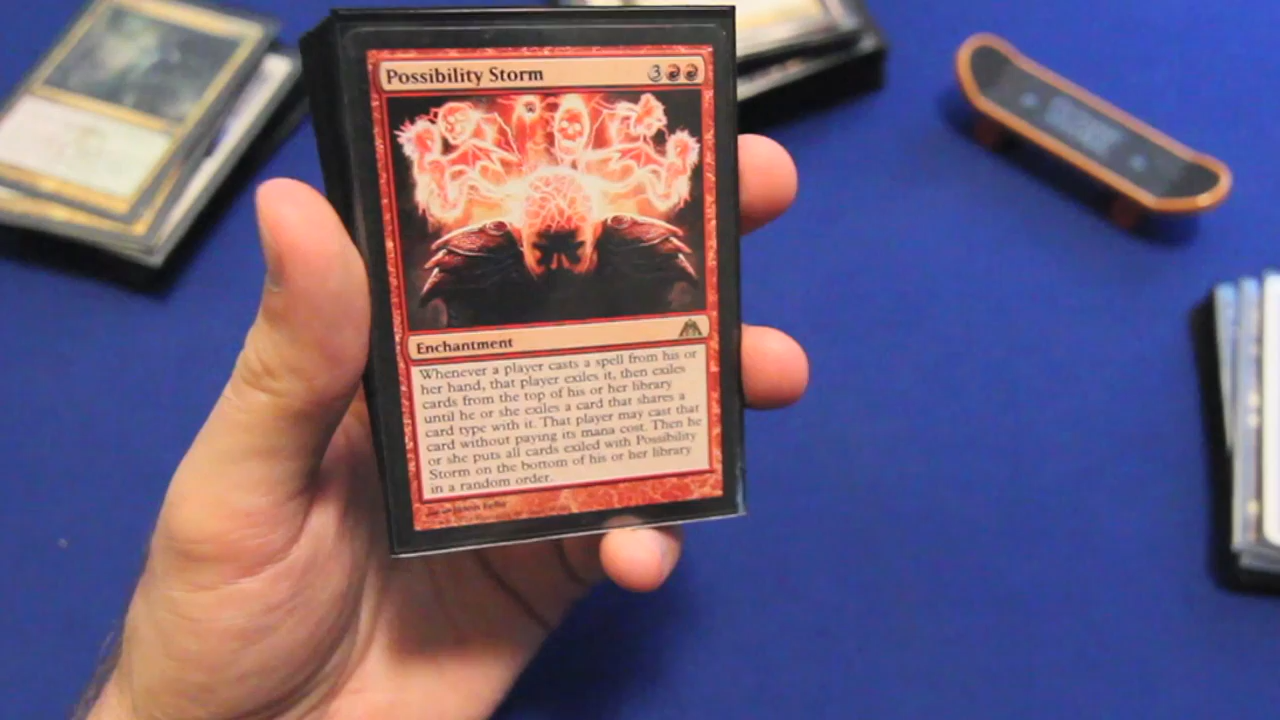 Possibility Storm 3
Enchantment
Whenever a player casts a spell from his or
her hand, that player exiles it, then exiles
cards from the top of his or her library
until he or she exiles a card that shares a
card type with it. That player may cast that
card without paying its mana cost. Then he
or she puts all cards exiled with Possibility
Storm on the bottom of his or her library
in a random order.